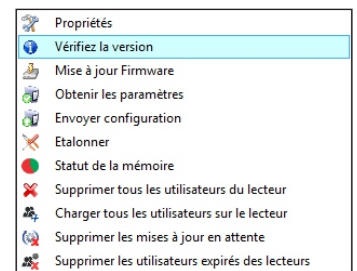 Propriétés
Vérifiez la version
Mise à jour Firmware
Obtenir les paramètres
Envoyer configuration
Etalonner
Statut de la mémoire
Supprimer tous les utilisateurs du lecteur
Charger tous les utilisateurs sur le lecteur
Supprimer les mises à jour en attente
Supprimer les utilisateurs expirés des lecteurs